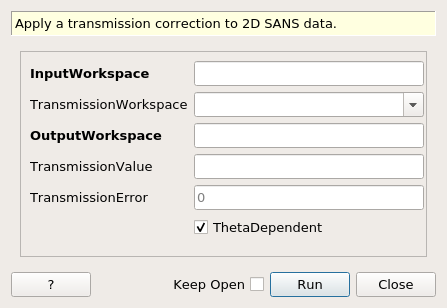 Apply a transmission correction to 2D SANS data.
InputWorkspace
TransmissionWorkspace
OutputWorkspace
TransmissionValue
TransmissionError 0
ThetaDependent
? Keep Open Run Close